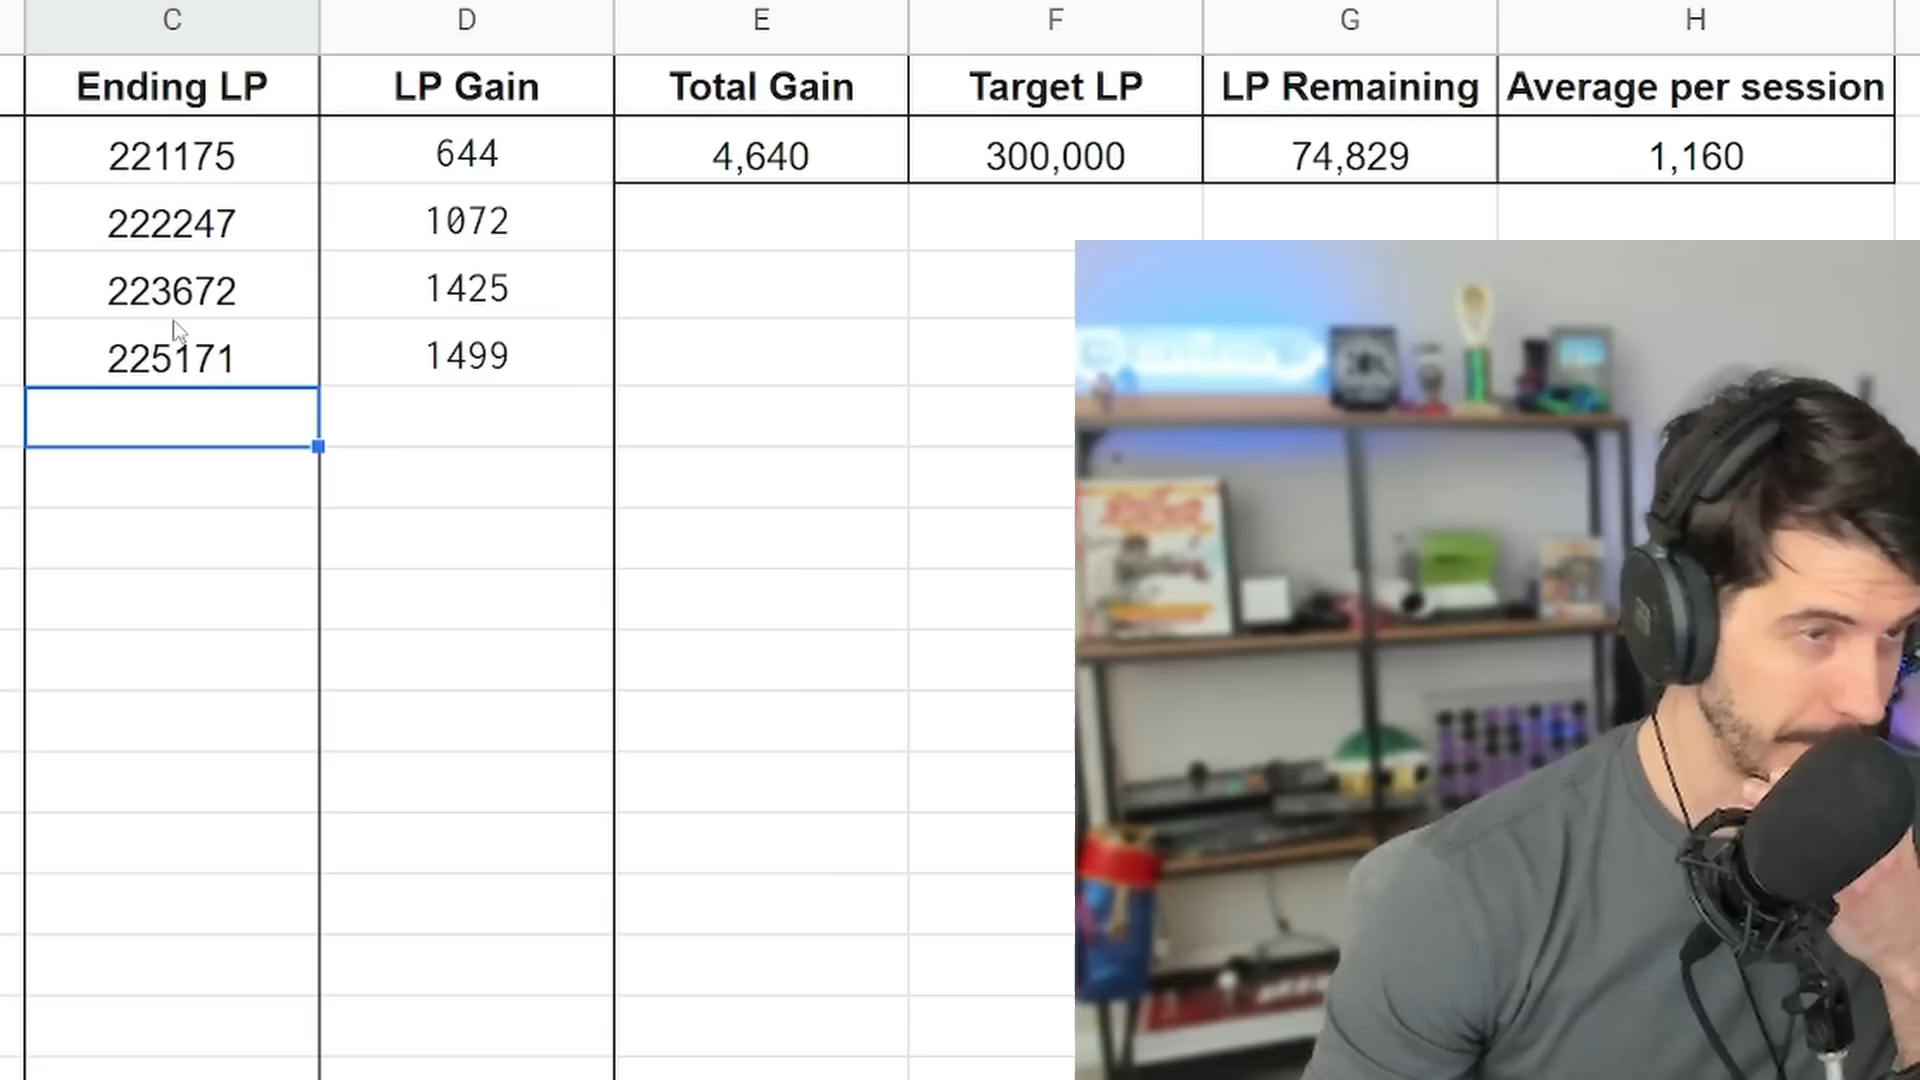 C D E F G H
Ending LP LP Gain Total Gain Target LP LP Remaining Average per session
221175 644 4,640 300,000 74,829 1,160
222247 1072
223672 1425
225171 1499